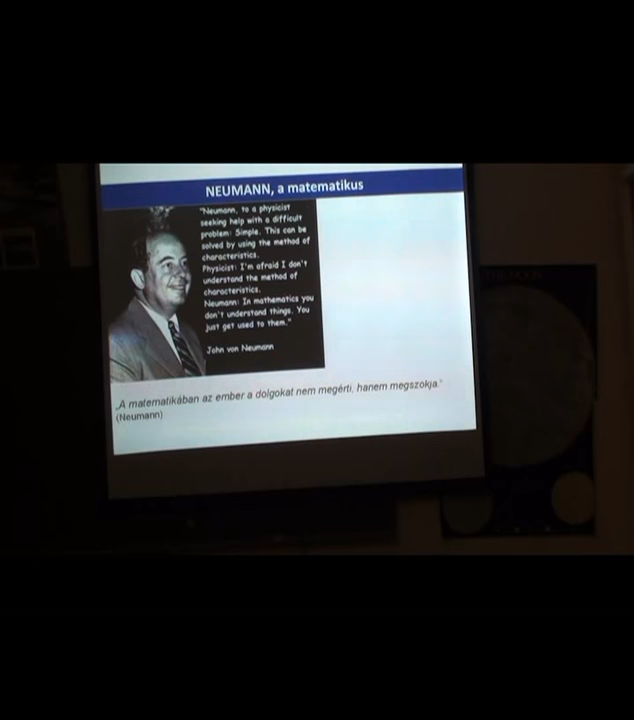 NEUMANN, a matematikus
"Neumann, to a physicist
seeking help with a difficult
problem: Simple. This can be
solved by using the method of
characteristics.
Physicist: I'm afraid I don't
understand the method of
characteristics.
Neumann: In mathematics you
don't understand things. You
just get used to them."
John von Neumann
„A matematikában az ember a dolgokat nem megérti, hanem megszokja.”
(Neumann)
THE MOON